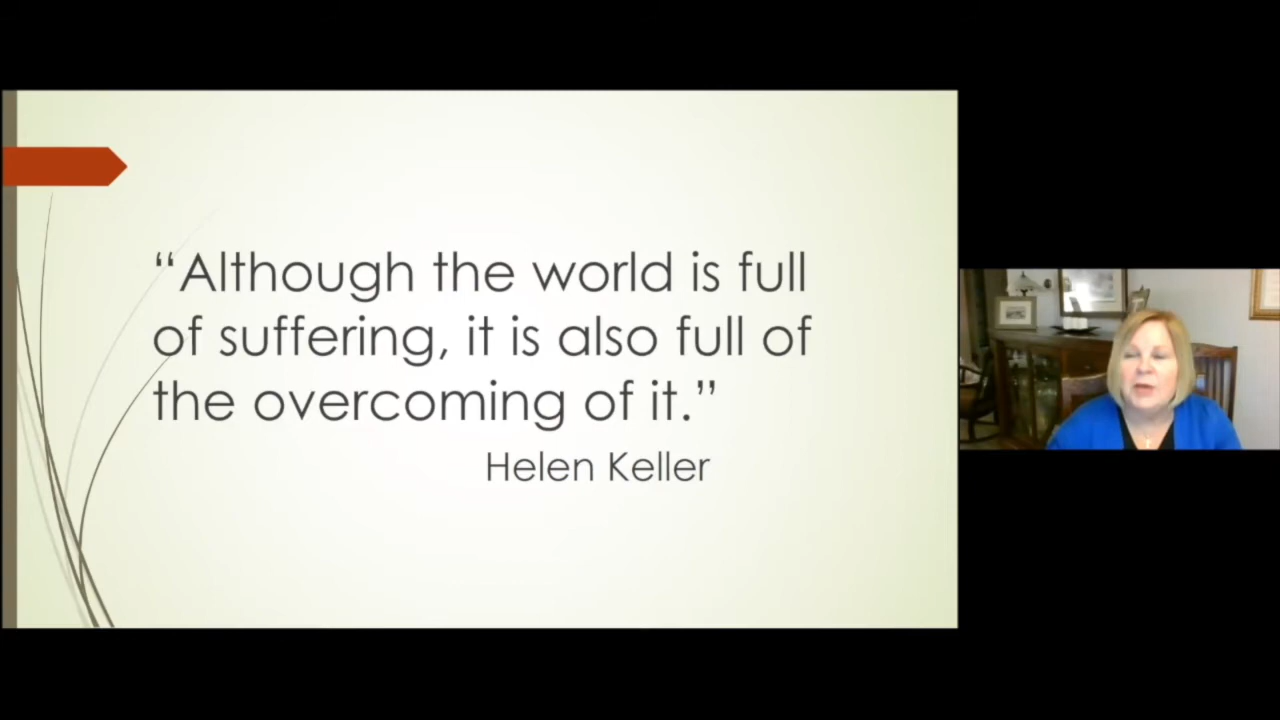 “Although the world is full
of suffering, it is also full of
the overcoming of it.”
Helen Keller